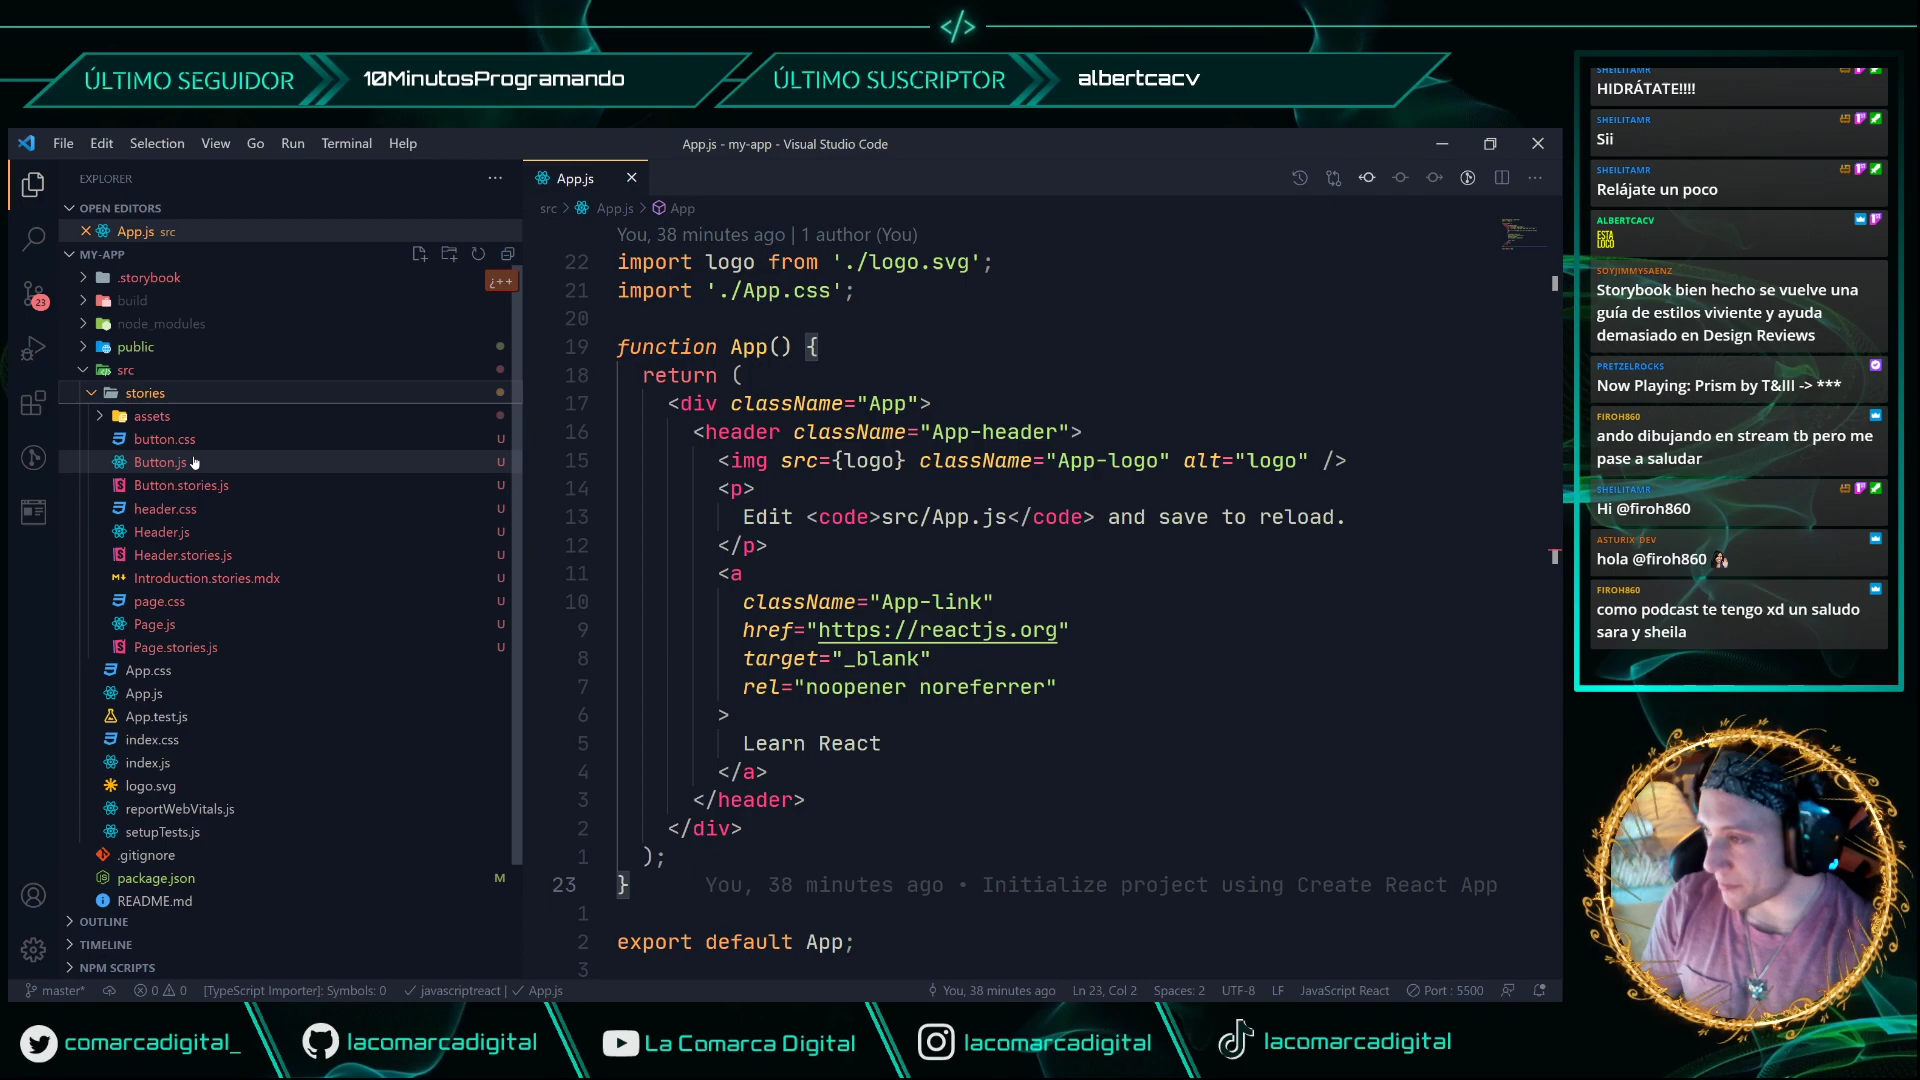 </>
ÚLTIMO SEGUIDOR
10MinutosProgramando
ÚLTIMO SUSCRIPTOR
albertcacv
File Edit Selection View Go Run Terminal Help
App.js - my-app - Visual Studio Code
EXPLORER
OPEN EDITORS
App.js src
MY-APP
.storybook
¿++
build
node_modules
public
src
stories
assets
button.css U
Button.js U
Button.stories.js U
header.css U
Header.js U
Header.stories.js U
Introduction.stories.mdx U
page.css U
Page.js U
Page.stories.js U
App.css
App.js
App.test.js
index.css
index.js
logo.svg
reportWebVitals.js
setupTests.js
.gitignore
package.json M
README.md
OUTLINE
TIMELINE
NPM SCRIPTS
23
App.js
src > App.js > App
You, 38 minutes ago | 1 author (You)
22 import logo from './logo.svg';
21 import './App.css';
20
19 function App() {
18 return (
17 <div className="App">
16 <header className="App-header">
15 <img src={logo} className="App-logo" alt="logo" />
14 <p>
13 Edit <code>src/App.js</code> and save to reload.
12 </p>
11 <a
10 className="App-link"
9 href="https://reactjs.org"
8 target="_blank"
7 rel="noopener noreferrer"
6 >
5 Learn React
4 </a>
3 </header>
2 </div>
1 );
23 } You, 38 minutes ago • Initialize project using Create React App
1
2 export default App;
3
master* 0 0 [TypeScript Importer]: Symbols: 0 javascriptreact | App.js
You, 38 minutes ago Ln 23, Col 2 Spaces: 2 UTF-8 LF JavaScript React Port : 5500
SHEILITAMR
HIDRÁTATE!!!!
SHEILITAMR
Sii
SHEILITAMR
Relájate un poco
ALBERTCACV
ESTA
LOCO
SOYJIMMYSAENZ
Storybook bien hecho se vuelve una
guía de estilos viviente y ayuda
demasiado en Design Reviews
PRETZELROCKS
Now Playing: Prism by T&III -> ***
FIROH860
ando dibujando en stream tb pero me
pase a saludar
SHEILITAMR
Hi @firoh860
ASTURIX_DEV
hola @firoh860
FIROH860
como podcast te tengo xd un saludo
sara y sheila
comarcadigital_
lacomarcadigital
La Comarca Digital
lacomarcadigital
lacomarcadigital